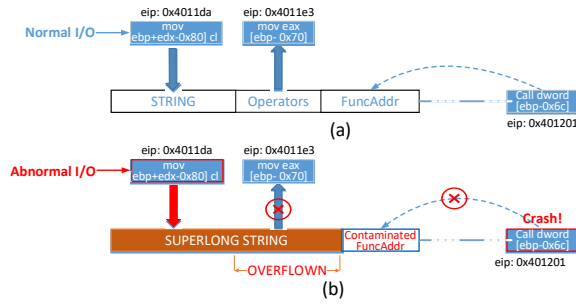 eip: 0x4011da
eip: 0x4011e3
Normal I/O
mov
ebp+edx-0x80] cl
mov eax
[ebp- 0x70]
STRING
Operators
FuncAddr
Call dword
[ebp-0x6c]
eip: 0x401201
(a)
eip: 0x4011da
eip: 0x4011e3
Abnormal I/O
mov
ebp+edx-0x80] cl
mov eax
[ebp- 0x70]
Crash!
SUPERLONG STRING
Contaminated
FuncAddr
Call dword
[ebp-0x6c]
eip: 0x401201
OVERFLOWN
(b)